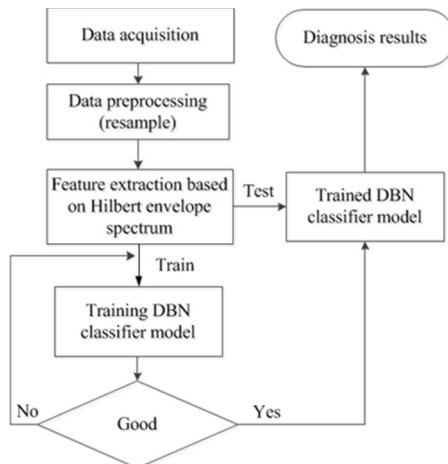 Data acquisition
Data preprocessing
(resample)
Feature extraction based
on Hilbert envelope
spectrum
Train
Training DBN
classifier model
Good
No
Yes
Test
Trained DBN
classifier model
Diagnosis results